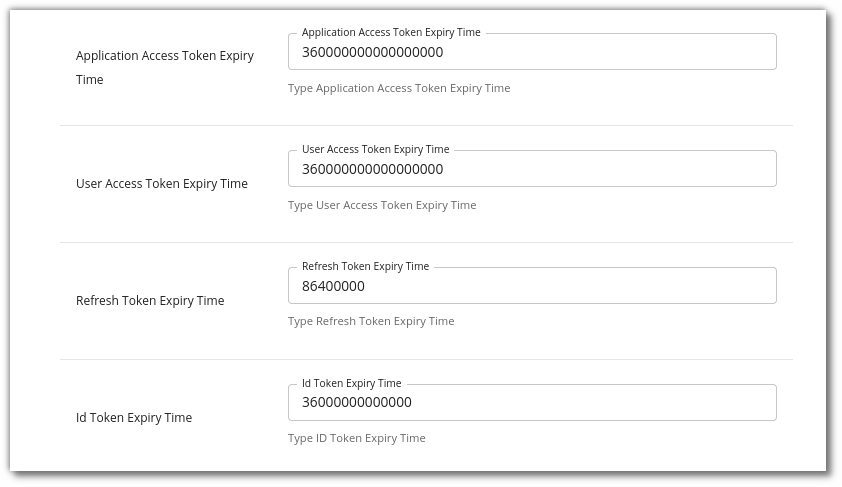 Application Access Token Expiry Time
Application Access Token Expiry
Time
360000000000000000
Type Application Access Token Expiry Time
User Access Token Expiry Time
User Access Token Expiry Time
360000000000000000
Type User Access Token Expiry Time
Refresh Token Expiry Time
Refresh Token Expiry Time
86400000
Type Refresh Token Expiry Time
Id Token Expiry Time
Id Token Expiry Time
36000000000000
Type ID Token Expiry Time